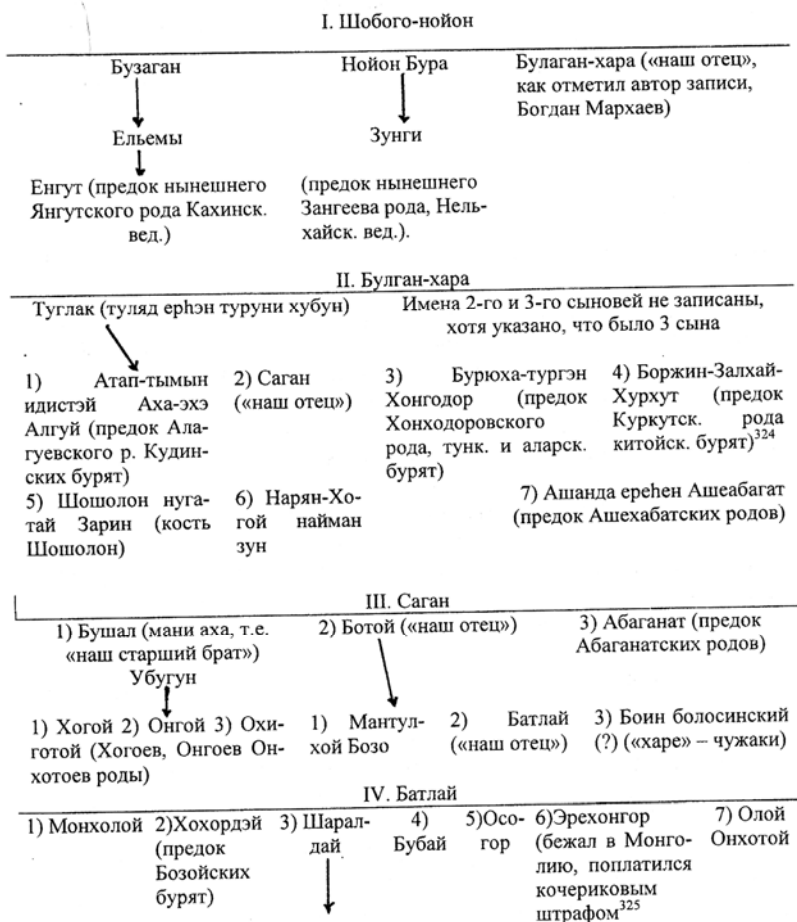 I. Шобого-нойон
Бузаган
Ельемы
Енгут (предок нынешнего
Янгутского рода Кахинск.
вед.)
Нойон Бура
Зунги
(предок нынешнего
Зангеева рода, Нель-
хайск. вед.).
Булаган-хара («наш отец»,
как отметил автор записи,
Богдан Мархаев)
II. Булган-хара
Туглак (туляд ерһэн туруни хубун)
Имена 2-го и 3-го сыновей не записаны,
хотя указано, что было 3 сына
1) Атап-тымын
идистэй Аха-эхэ
Алгуй (предок Ала-
гуевского р. Кудин-
ских бурят)
2) Саган
(«наш отец»)
3) Бурюха-тургэн
Хонгодор (предок
Хонходоровского
рода, тунк. и аларск.
бурят)
4) Боржин-Залхай-
Хурхут (предок
Куркутск. рода
китойск. бурят)324
5) Шошолон нуга-
тай Зарин (кость
Шошолон)
6) Нарян-Хо-
гой найман
зун
7) Ашанда ереһен Ашеабагат
(предок Ашехабатских родов)
III. Саган
1) Бушал (мани аха, т.е.
«наш старший брат»)
Убугун
2) Ботой («наш отец»)
3) Абаганат (предок
Абаганатских родов)
1) Хогой 2) Онгой 3) Охи-
готой (Хогоев, Онгоев Он-
хотоев роды)
1) Мантул-
хой Бозо
2) Батлай
(«наш отец»)
3) Боин болосинский
(?) («харе» – чужаки)
IV. Батлай
1) Монхолой
2)Хохордэй
(предок
Бозойских
бурят)
3) Шарал-
дай
4)
Бубай
5)Осо-
гор
6)Эрехонгор
(бежал в Монго-
лию, поплатился
кочериковым
штрафом325
7) Олой
Онхотой